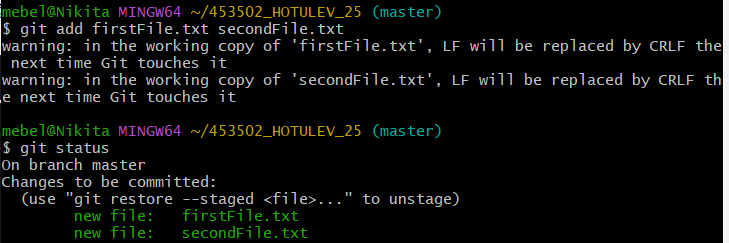 mebel@Nikita MINGW64 ~/453502_HOTULEV_25 (master)
$ git add firstFile.txt secondFile.txt
warning: in the working copy of 'firstFile.txt', LF will be replaced by CRLF the
 next time Git touches it
warning: in the working copy of 'secondFile.txt', LF will be replaced by CRLF th
e next time Git touches it
mebel@Nikita MINGW64 ~/453502_HOTULEV_25 (master)
$ git status
On branch master
Changes to be committed:
  (use "git restore --staged <file>..." to unstage)
        new file:   firstFile.txt
        new file:   secondFile.txt